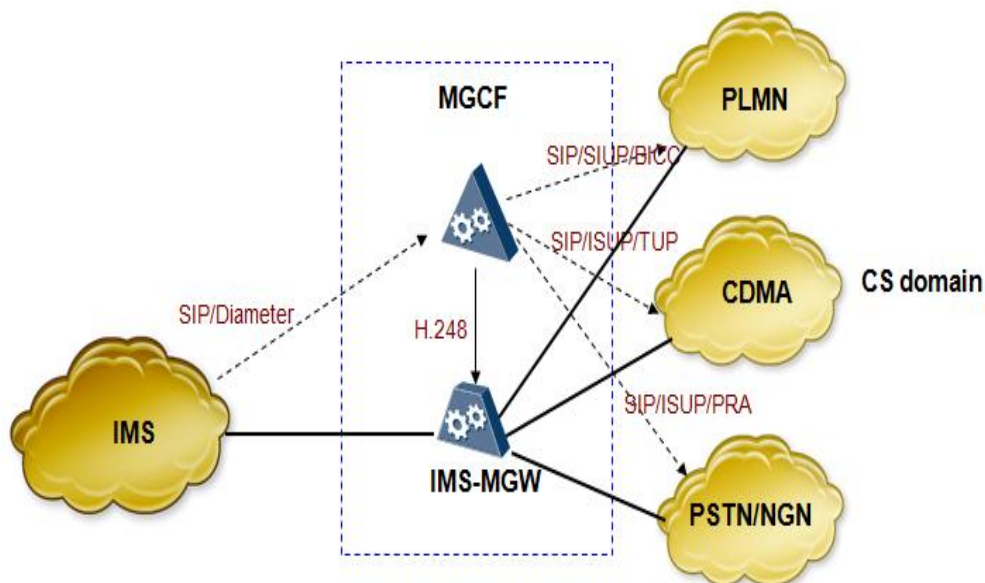 PLMN
MGCF
SIP/SIUP/BICC
SIP/ISUP/TUP
CDMA
CS domain
SIP/Diameter
H.248
SIP/ISUP/PRA
IMS
IMS-MGW
PSTN/NGN